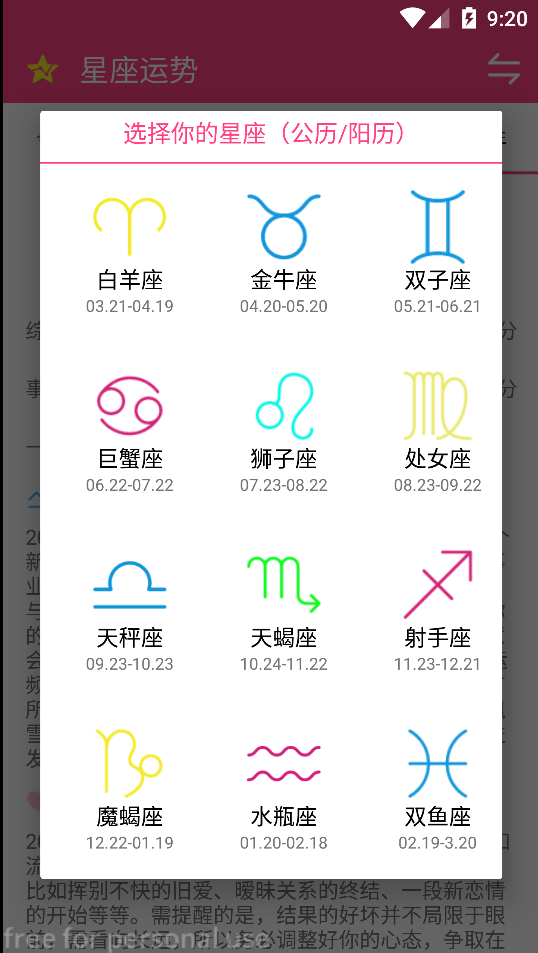 9:20
星座运势
选择你的星座（公历/阳历）
白羊座 金牛座 双子座
03.21-04.19 04.20-05.20 05.21-06.21
综 分
事 分
巨蟹座 狮子座 处女座
06.22-07.22 07.23-08.22 08.23-09.22
天秤座 天蝎座 射手座
09.23-10.23 10.24-11.22 11.23-12.21
魔蝎座 水瓶座 双鱼座
12.22-01.19 01.20-02.18 02.19-3.20
比如挥别不快的旧爱、暧昧关系的终结、一段新恋情
的开始等等。需提醒的是，结果的好坏并不局限于眼
free for personal use
所以务必调整好你的心态，争取在